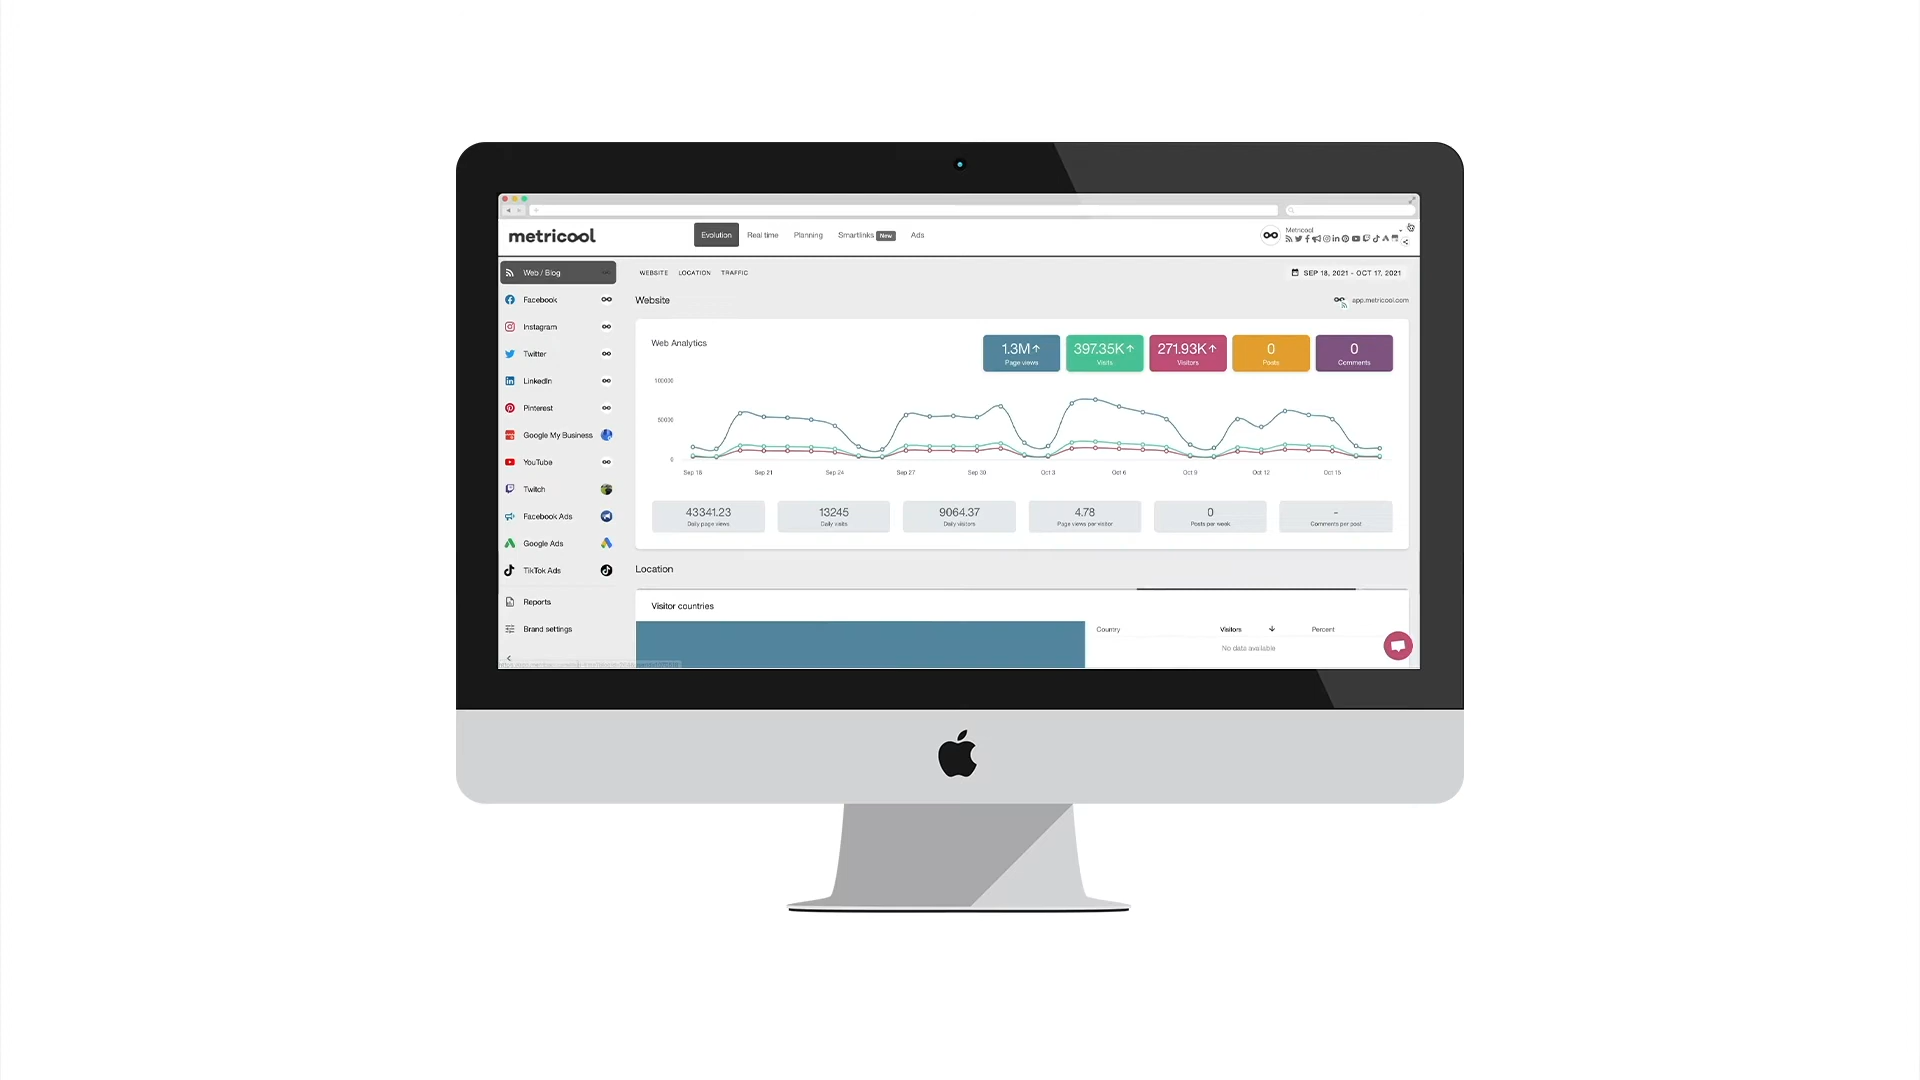 metricool
Evolution Real time Planning Smartlinks New Ads
Metricool
Web / Blog
Facebook
Instagram
Twitter
LinkedIn
Pinterest
Google My Business
YouTube
Twitch
Facebook Ads
Google Ads
TikTok Ads
Reports
Brand settings
WEBSITE LOCATION TRAFFIC
SEP 18, 2021 - OCT 17, 2021
Website
app.metricool.com
Web Analytics
1.3M 397.35K 271.93K 0 0
Page views Visits Visitors Posts Comments
100000
50000
0
Sep 18 Sep 21 Sep 24 Sep 27 Sep 30 Oct 3 Oct 6 Oct 9 Oct 12 Oct 15
43341.23 13245 9064.37 4.78 0 -
Daily page views Daily visits Daily visitors Page views per visitor Posts per week Comments per post
Location
Visitor countries
Country Visitors Percent
No data available